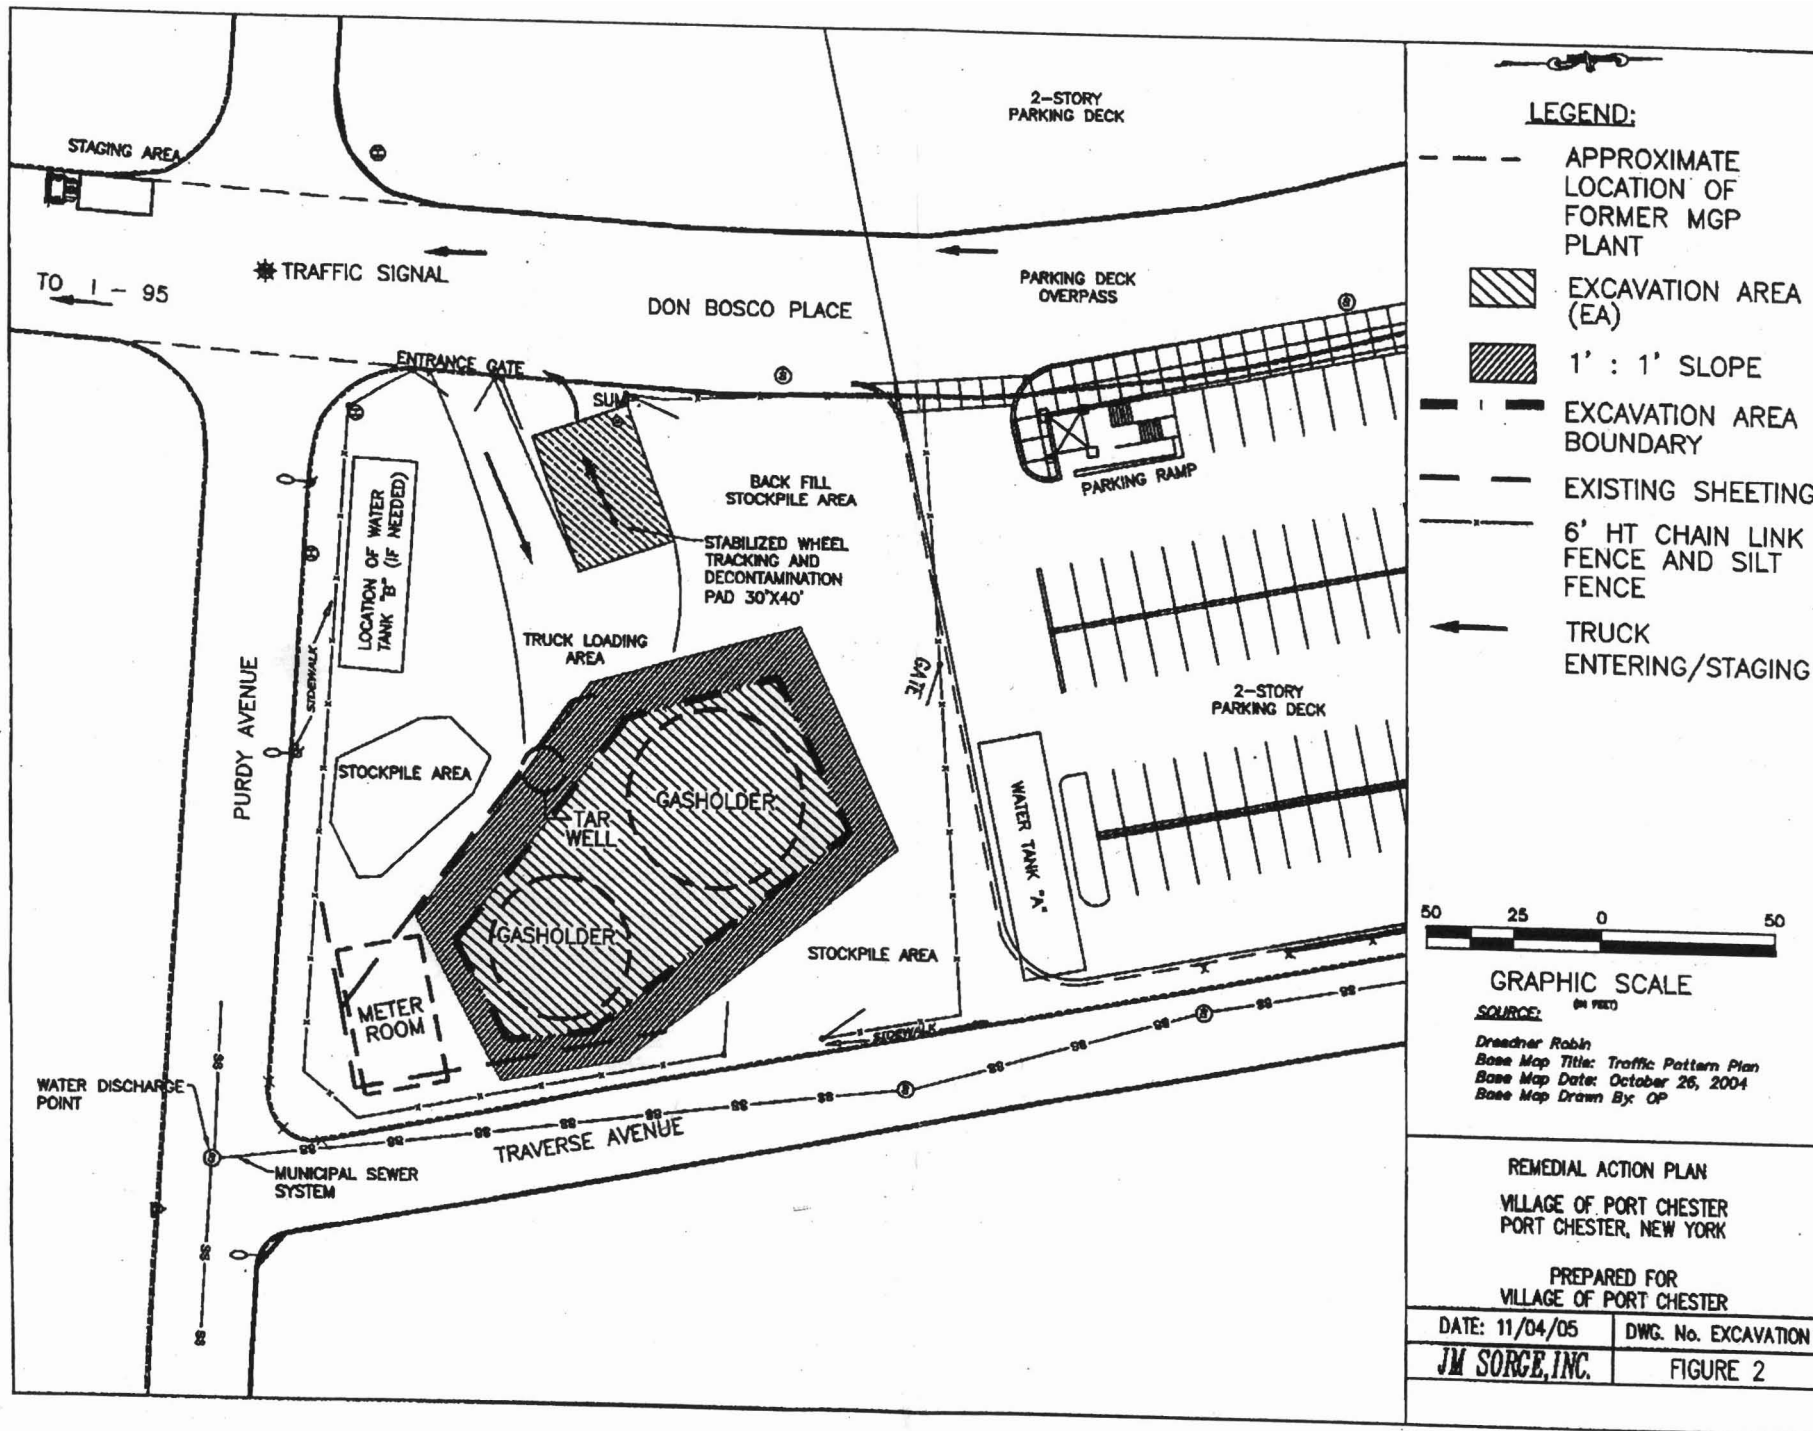 2-STORY
PARKING DECK
STAGING AREA
TRAFFIC SIGNAL
TO I - 95
DON BOSCO PLACE
PARKING DECK
OVERPASS
ENTRANCE GATE
BACK FILL
STOCKPILE AREA
PARKING RAMP
LOCATION OF WATER
TANK "B" (IF NEEDED)
STABILIZED WHEEL
TRACKING AND
DECONTAMINATION
PAD 30'X40'
TRUCK LOADING
AREA
SIDEWALK
GATE
PURDY AVENUE
2-STORY
PARKING DECK
STOCKPILE AREA
GASHOLDER
TAR
WELL
WATER TANK "A"
GASHOLDER
STOCKPILE AREA
METER
ROOM
SIDEWALK
WATER DISCHARGE
POINT
TRAVERSE AVENUE
MUNICIPAL SEWER
SYSTEM
LEGEND:
APPROXIMATE
LOCATION OF
FORMER MGP
PLANT
EXCAVATION AREA
(EA)
1' : 1' SLOPE
EXCAVATION AREA
BOUNDARY
EXISTING SHEETING
6' HT CHAIN LINK
FENCE AND SILT
FENCE
TRUCK
ENTERING/STAGING
50 25 0 50
GRAPHIC SCALE
(IN FEET)
SOURCE:
Dresdner Robin
Base Map Title: Traffic Pattern Plan
Base Map Date: October 26, 2004
Base Map Drawn By: OP
REMEDIAL ACTION PLAN
VILLAGE OF PORT CHESTER
PORT CHESTER, NEW YORK
PREPARED FOR
VILLAGE OF PORT CHESTER
DATE: 11/04/05
DWG. No. EXCAVATION
JM SORGE, INC.
FIGURE 2